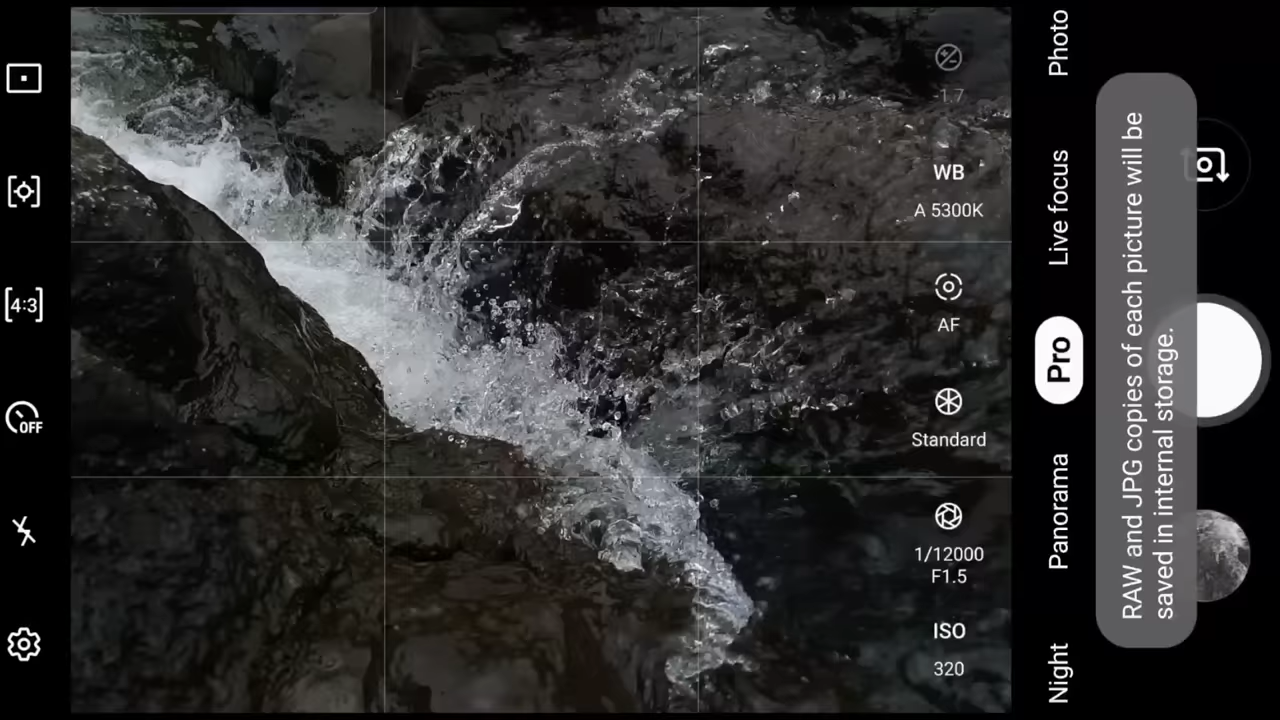 4:3
OFF
-1.7
WB
A 5300K
AF
Standard
1/12000
F1.5
ISO
320
Photo
Live focus
Pro
Panorama
Night
RAW and JPG copies of each picture will be
saved in internal storage.